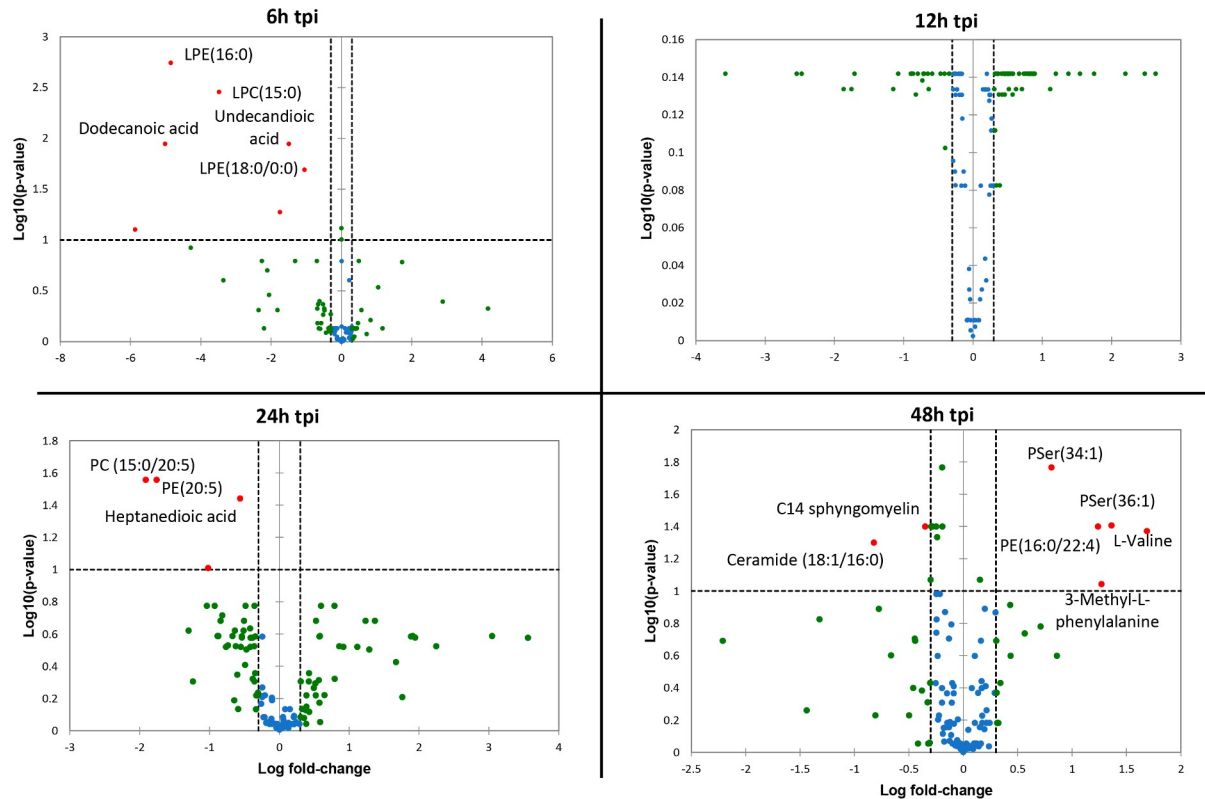 6h tpi
3
2.5
2
1.5
1
0.5
0
-8
-6
-4
-2
0
2
4
6
Log10(p-value)
LPE(16:0)
LPC(15:0)
Undecandioic
acid
Dodecanoic acid
LPE(18:0/0:0)
12h tpi
0.16
0.14
0.12
0.1
0.08
0.06
0.04
0.02
0
-4
-3
-2
-1
0
1
2
3
Log10(p-value)
24h tpi
1.8
1.6
1.4
1.2
1
0.8
0.6
0.4
0.2
0
-3
-2
-1
0
1
2
3
4
Log10(p-value)
Log fold-change
PC (15:0/20:5)
PE(20:5)
Heptanedioic acid
48h tpi
2
1.8
1.6
1.4
1.2
1
0.8
0.6
0.4
0.2
0
-2.5
-2
-1.5
-1
-0.5
0
0.5
1
1.5
2
Log10(p-value)
Log fold-change
PSer(34:1)
PSer(36:1)
C14 sphyngomyelin
PE(16:0/22:4)
L-Valine
Ceramide (18:1/16:0)
3-Methyl-L-
phenylalanine